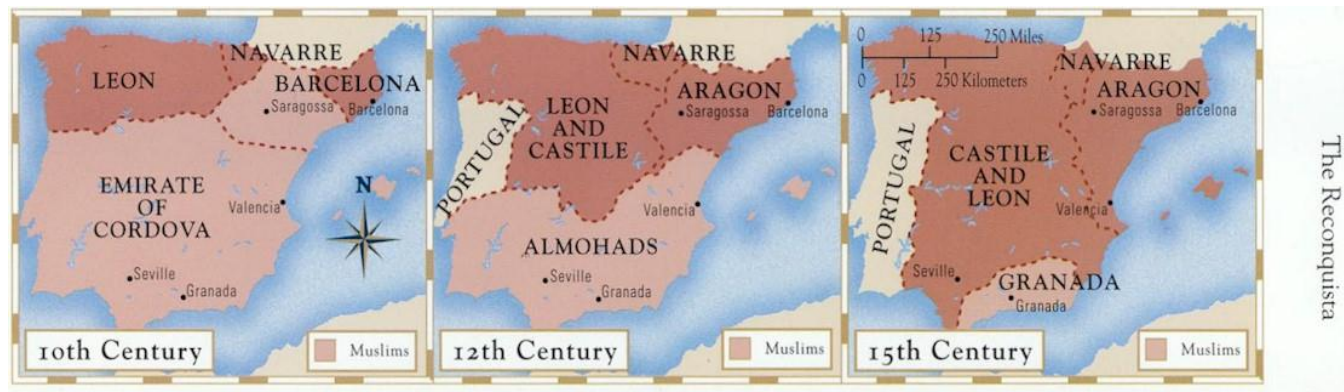 NAVARRE
LEON
BARCELONA
Saragossa
Barcelona
EMIRATE
OF
CORDOVA
N
Valencia
Seville
Granada
10th Century
Muslims
NAVARRE
ARAGON
Saragossa
Barcelona
LEON
AND
CASTILE
PORTUGAL
Valencia
ALMOHADS
Seville
Granada
12th Century
Muslims
0 125 250 Miles
0 125 250 Kilometers
NAVARRE
ARAGON
Saragossa
Barcelona
PORTUGAL
CASTILE
AND
LEON
Valencia
Seville
GRANADA
Granada
15th Century
Muslims
The Reconquista